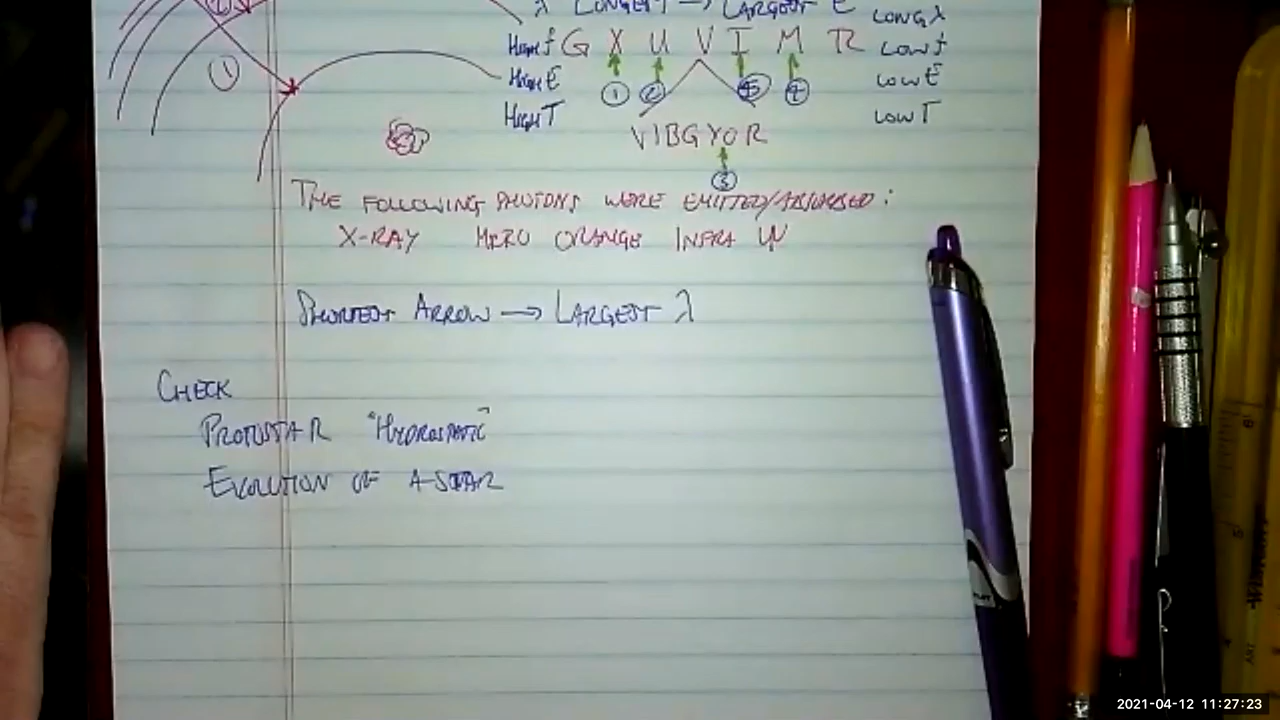 λ LONGEST → LARGEST E LONG λ
HIGH f G X U V I M R LOW f
HIGH E LOW E
① ② ④
HIGH T LOW T
VIBGYOR
①
THE FOLLOWING PHOTONS WERE EMITTED/ABSORBED:
X-RAY MICRO ORANGE INFRA UV
SHORTEST ARROW → LARGEST λ
CHECK
PROTOSTAR "HYDROSTATIC"
EVOLUTION OF A STAR
2021-04-12 11:27:23